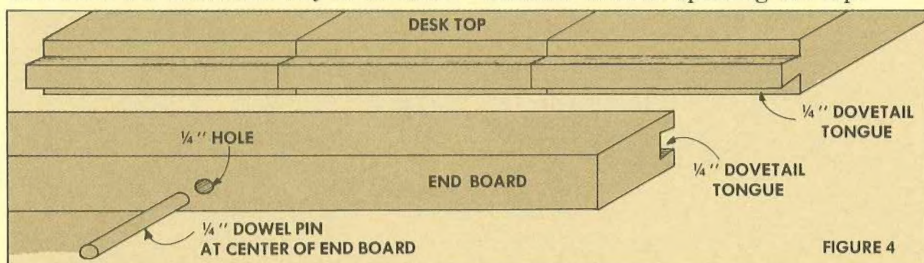 DESK TOP
¼'' DOVETAIL
TONGUE
¼'' HOLE
END BOARD
¼'' DOVETAIL
TONGUE
¼'' DOWEL PIN
AT CENTER OF END BOARD
FIGURE 4